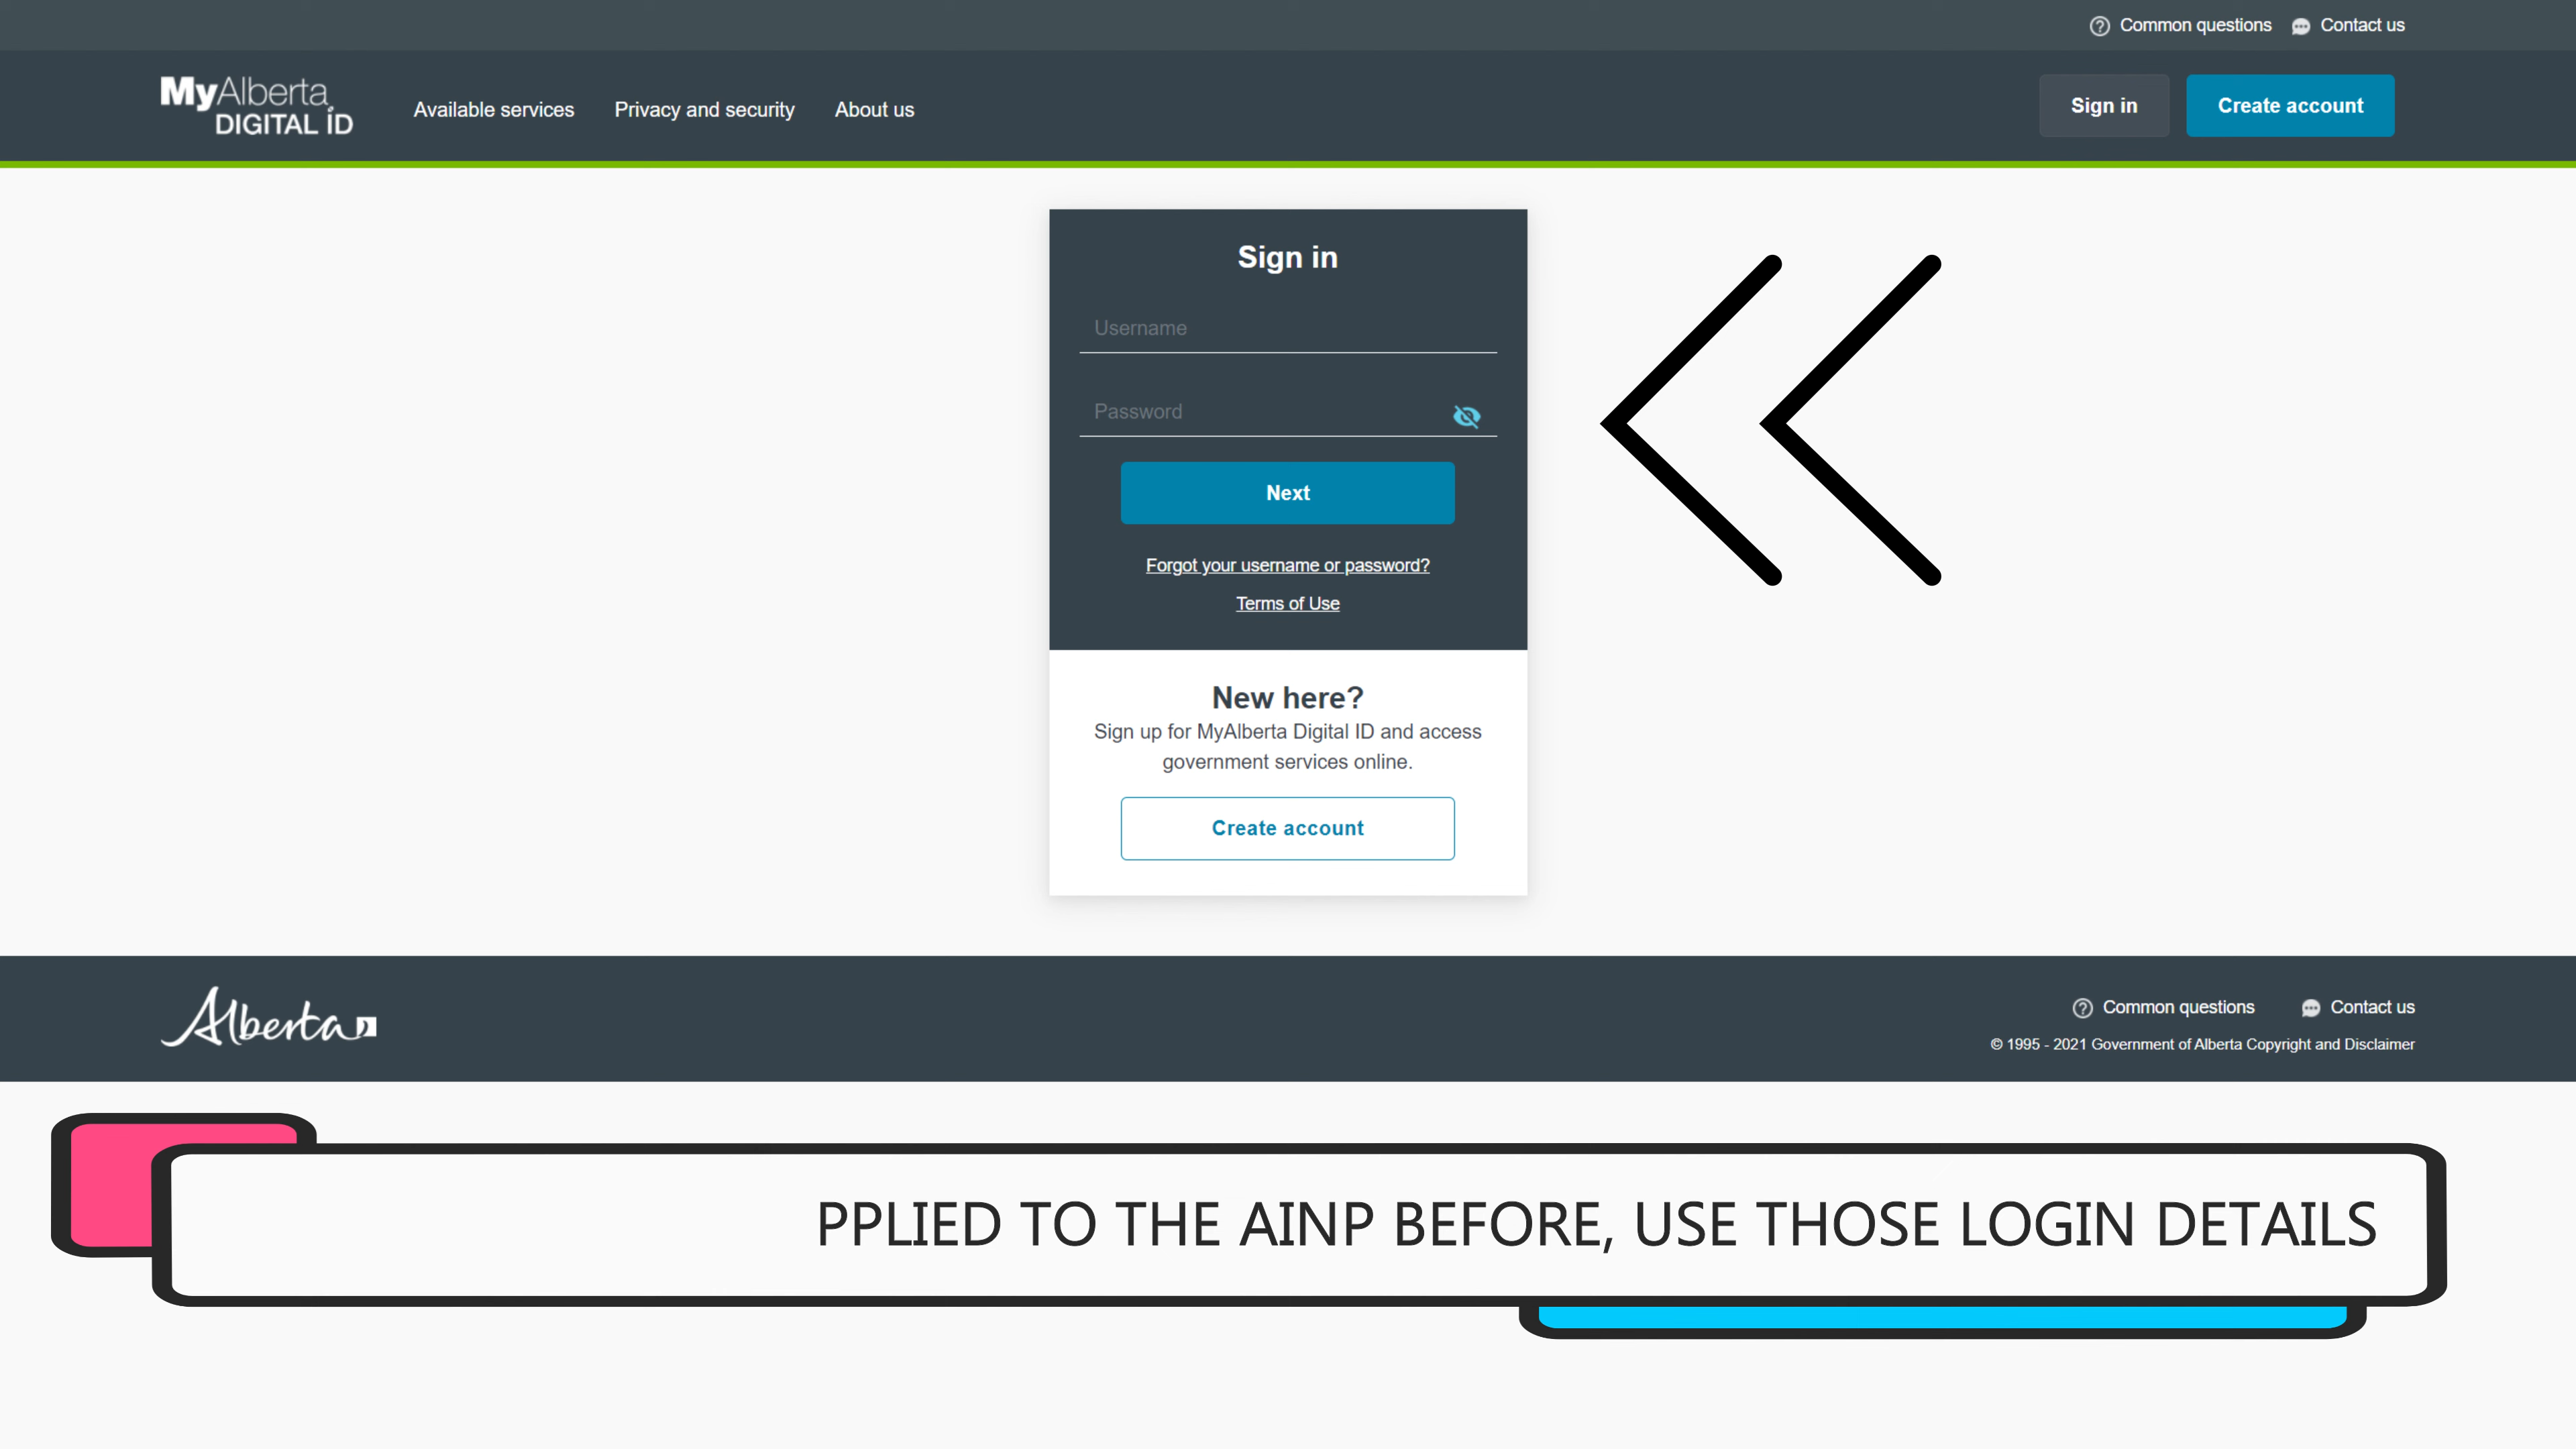 Common questions Contact us
MyAlberta
DIGITAL ID
Available services Privacy and security About us
Sign in Create account
Sign in
Username
Password
Next
Forgot your username or password?
Terms of Use
New here?
Sign up for MyAlberta Digital ID and access
government services online.
Create account
Alberta
Common questions Contact us
© 1995 - 2021 Government of Alberta Copyright and Disclaimer
PPLIED TO THE AINP BEFORE, USE THOSE LOGIN DETAILS